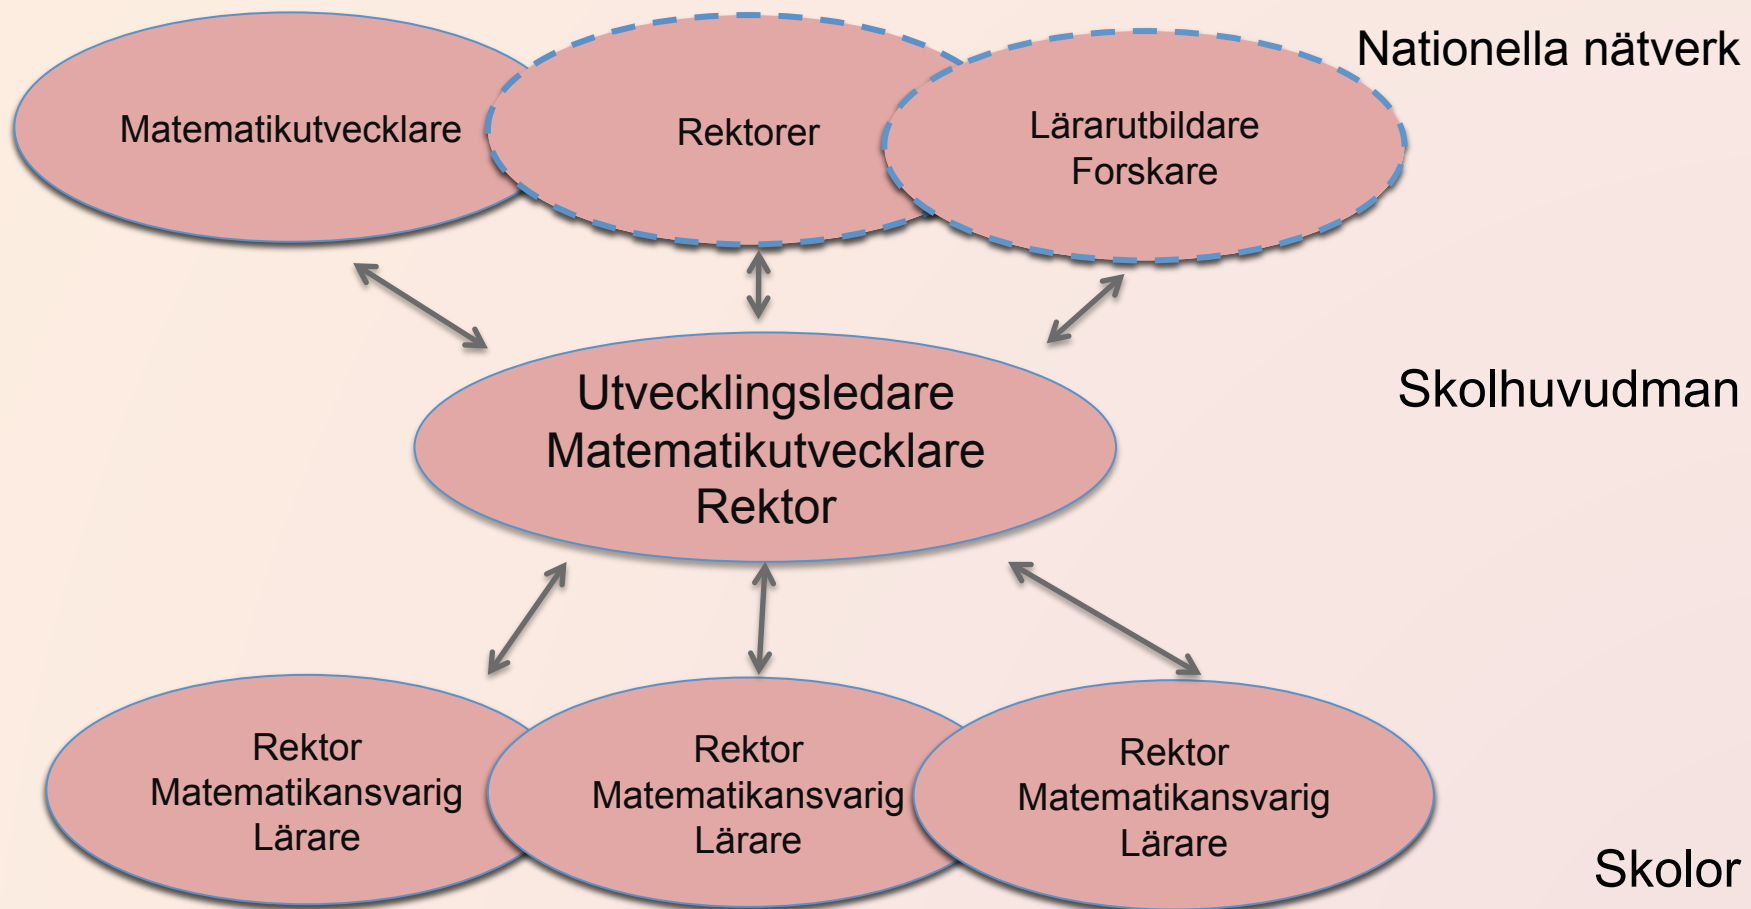 Nationella nätverk
Matematikutvecklare
Rektorer
Lärarutbildare
Forskare
Skolhuvudman
Utvecklingsledare
Matematikutvecklare
Rektor
Rektor
Matematikansvarig
Lärare
Rektor
Matematikansvarig
Lärare
Rektor
Matematikansvarig
Lärare
Skolor